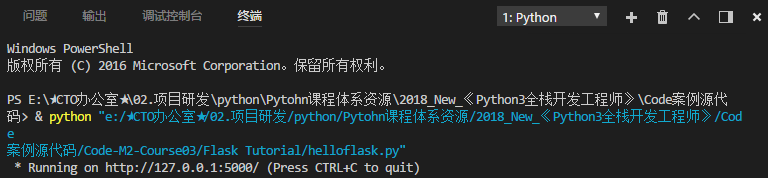 问题 输出 调试控制台 终端 1: Python
Windows PowerShell
版权所有 (C) 2016 Microsoft Corporation。保留所有权利。
PS E:\★CTO办公室★\02.项目研发\python\Pytohn课程体系资源\2018_New_《Python3全栈开发工程师》\Code案例源代
码> & python "e:/★CTO办公室★/02.项目研发/python/Pytohn课程体系资源/2018_New_《Python3全栈开发工程师》/Cod
e
案例源代码/Code-M2-Course03/Flask Tutorial/helloflask.py"
* Running on http://127.0.0.1:5000/ (Press CTRL+C to quit)